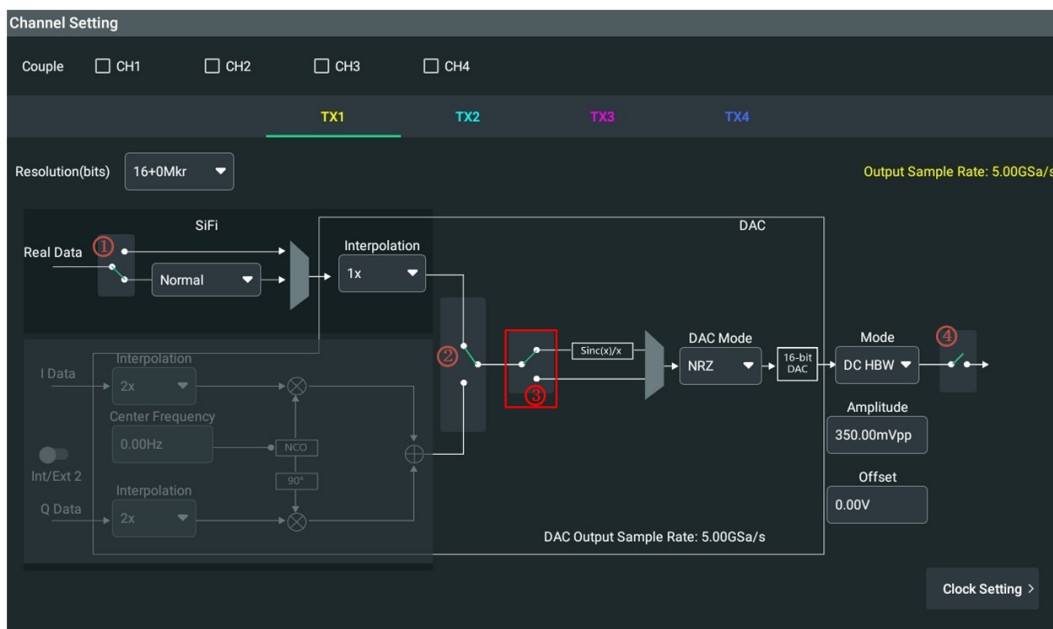 Channel Setting
Couple CH1 CH2 CH3 CH4
TX1 TX2 TX3 TX4
Resolution(bits) 16+0Mkr Output Sample Rate: 5.00GSa/s
SiFi DAC
Real Data ① Interpolation
Normal 1x
② Sinc(x)/x DAC Mode Mode ④
NRZ 16-bit DC HBW
DAC
③
Interpolation
I Data 2x
Center Frequency Amplitude
0.00Hz 350.00mVpp
NCO
Int/Ext 2 90° Offset
Interpolation 0.00V
Q Data 2x
DAC Output Sample Rate: 5.00GSa/s
Clock Setting >